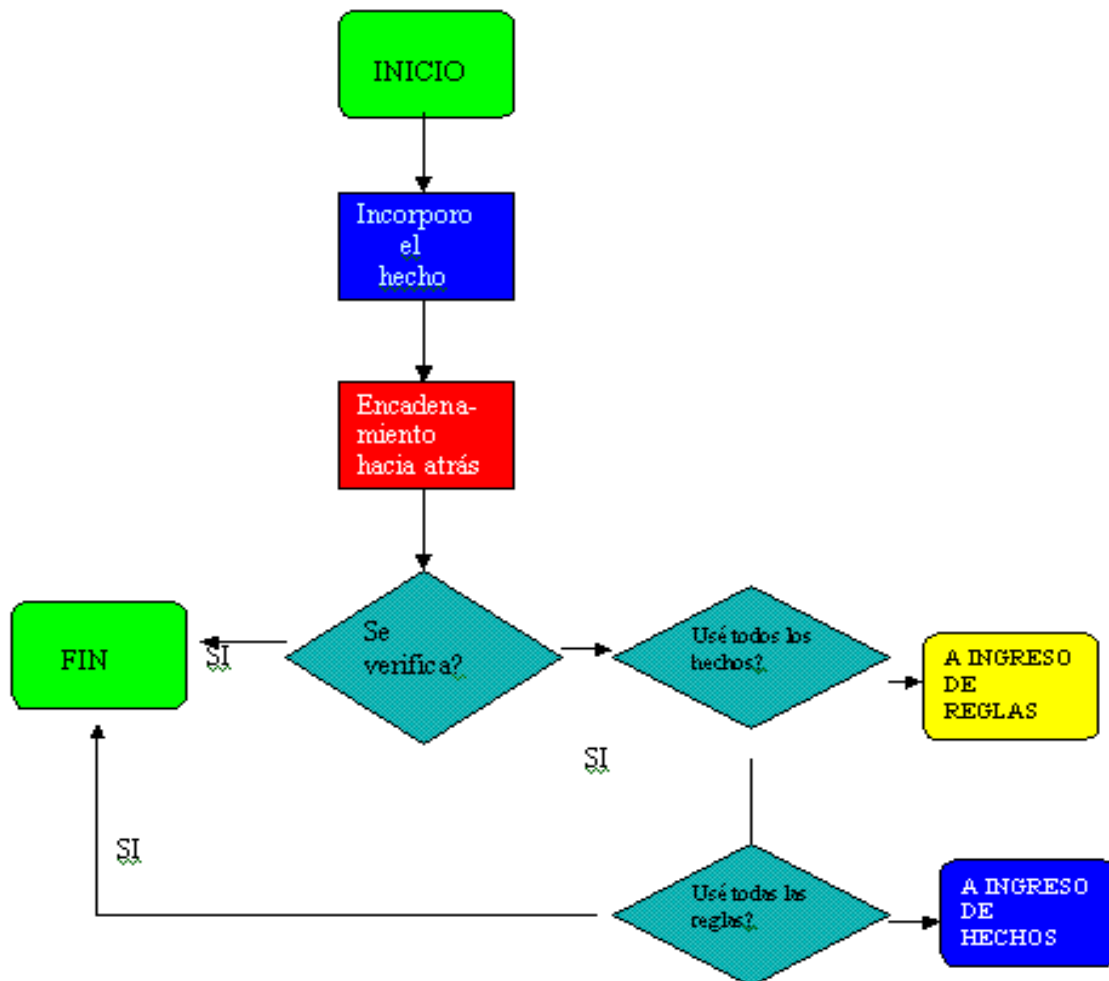 INICIO
Incorporo
el
hecho
Encadena-
miento
hacia atrás
Se
verifica?
SI
FIN
Usé todos los
hechos?
A INGRESO
DE
REGLAS
SI
SI
Usé todas las
reglas?
A INGRESO
DE
HECHOS